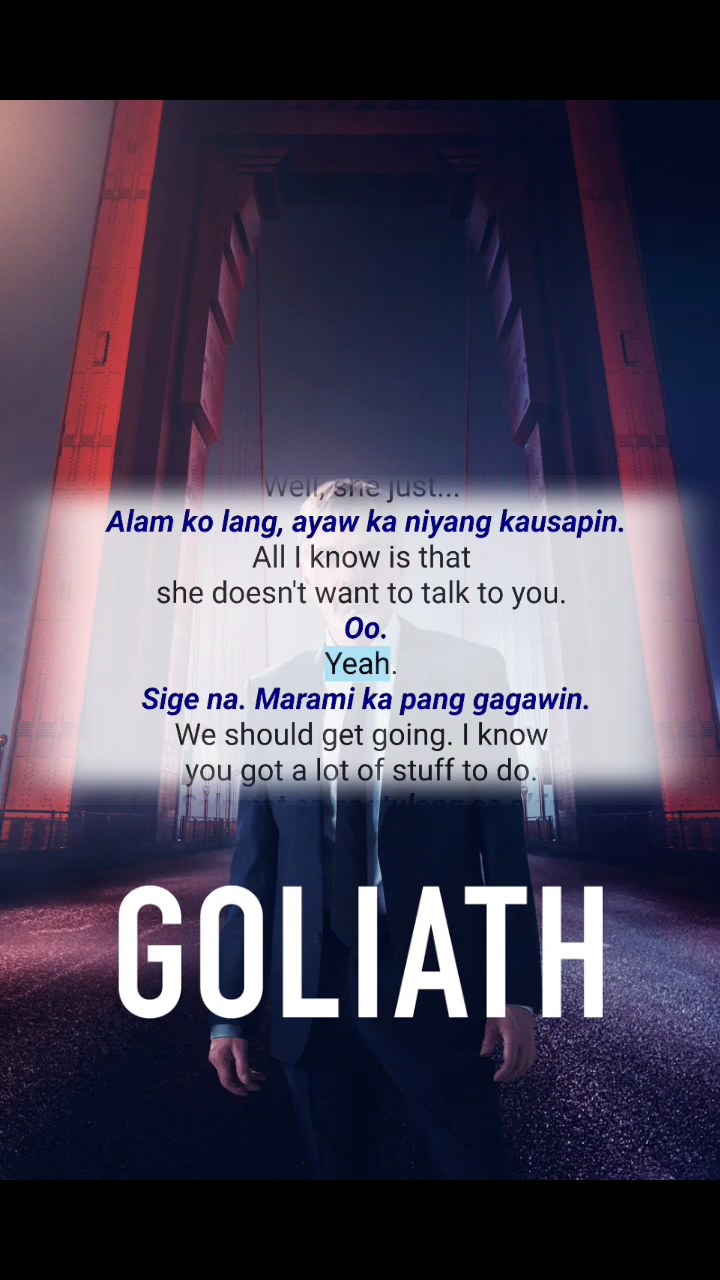 Well, she just...
Alam ko lang, ayaw ka niyang kausapin.
All I know is that
she doesn't want to talk to you.
Oo.
Yeah.
Sige na. Marami ka pang gagawin.
We should get going. I know
you got a lot of stuff to do.
GOLIATH